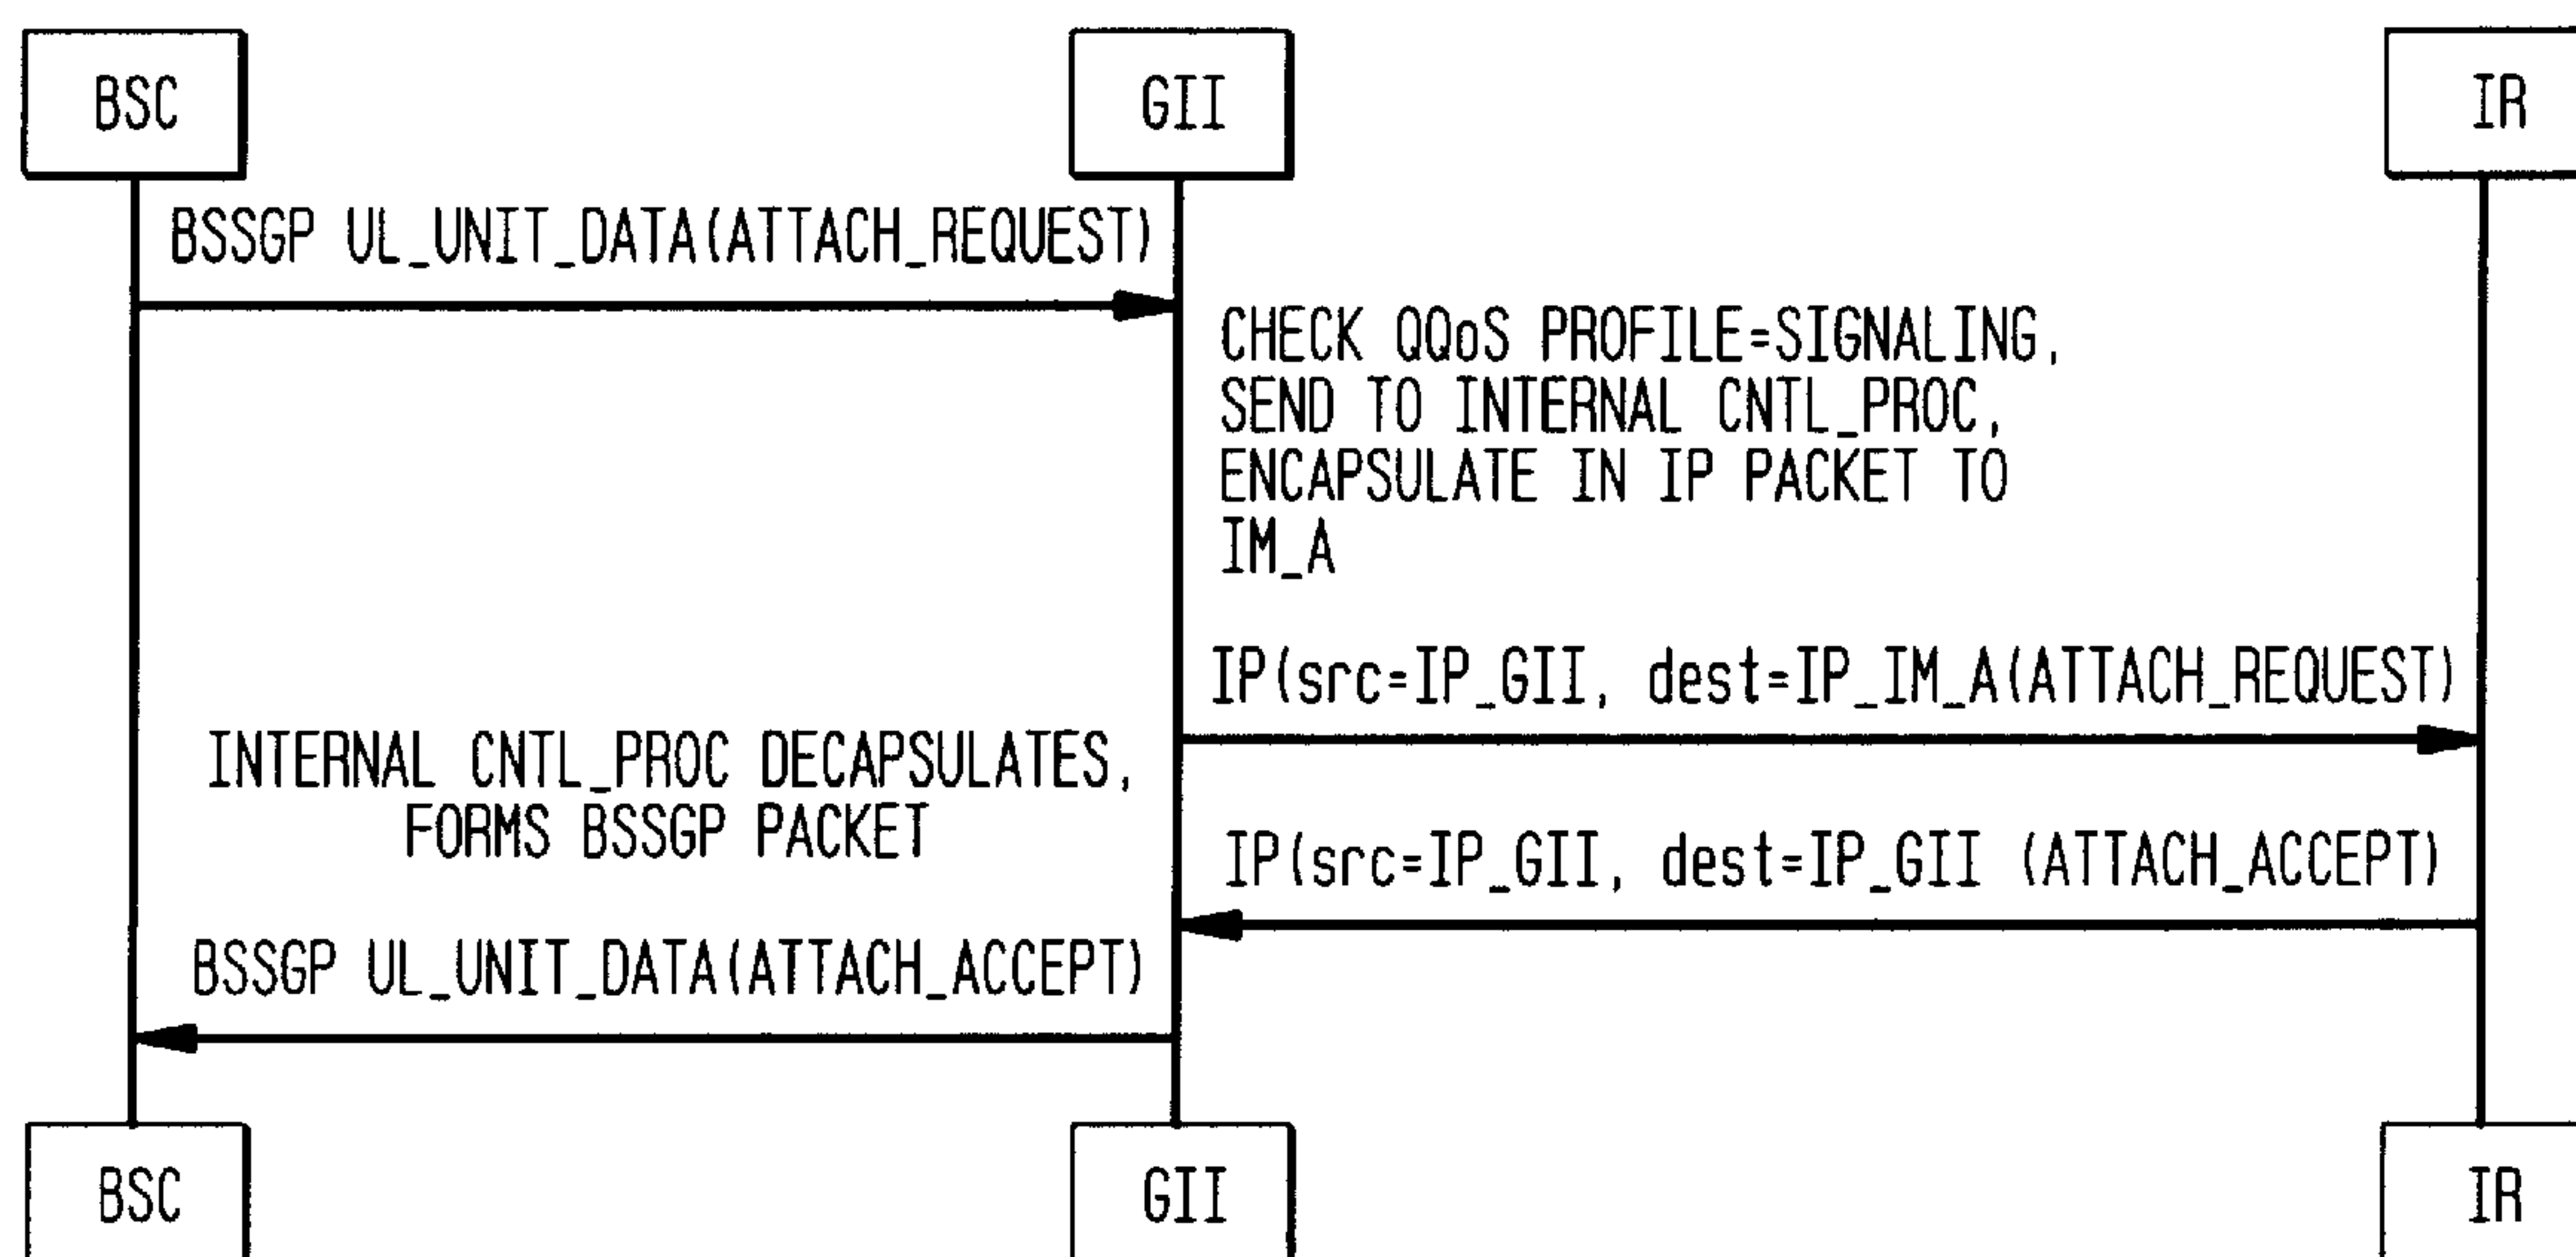 BSC
GII
IR
BSSGP UL_UNIT_DATA(ATTACH_REQUEST)
CHECK QQoS PROFILE=SIGNALING,
SEND TO INTERNAL CNTL_PROC,
ENCAPSULATE IN IP PACKET TO
IM_A
IP(src=IP_GII, dest=IP_IM_A(ATTACH_REQUEST)
INTERNAL CNTL_PROC DECAPSULATES,
FORMS BSSGP PACKET
IP(src=IP_GII, dest=IP_GII (ATTACH_ACCEPT)
BSSGP UL_UNIT_DATA(ATTACH_ACCEPT)
BSC
GII
IR